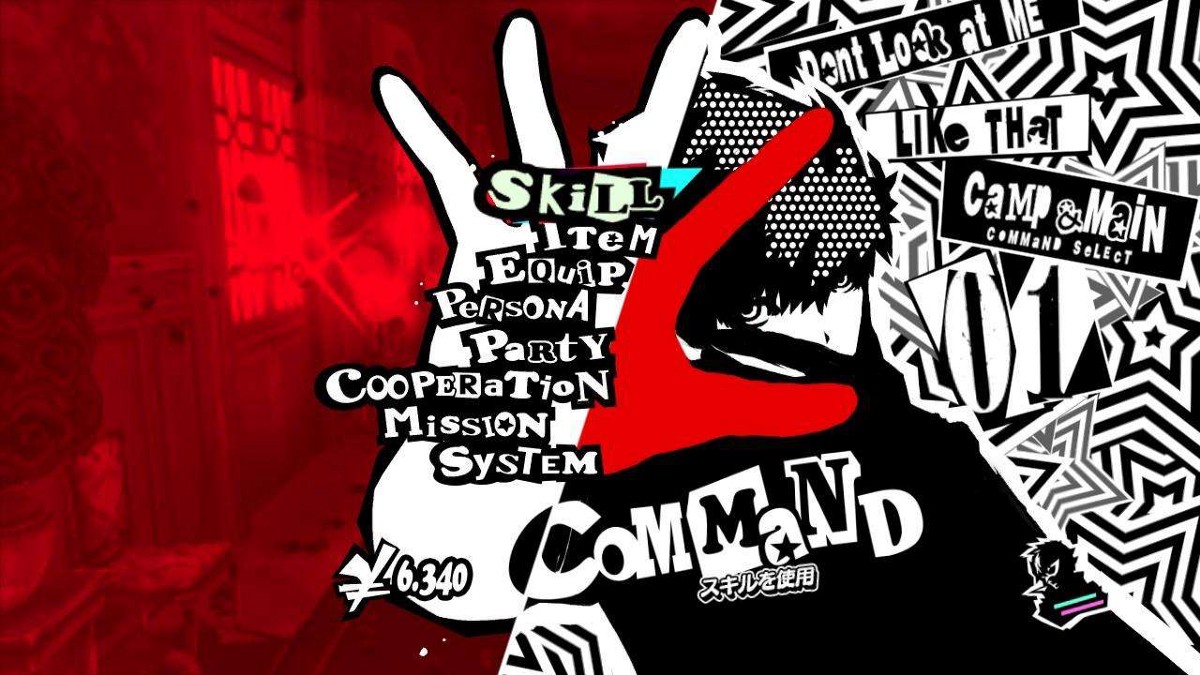 Dont Look at ME
LIKe THaT
CaMp &MaiN
CoMMaND SeLeCT
01
SkiLL
ITeM
EQuiP.
PeRSONA
PaRTY
COOPERaTioN
MiSSiON
SYSTEM
COMMaND
スキルを使用
¥6.340